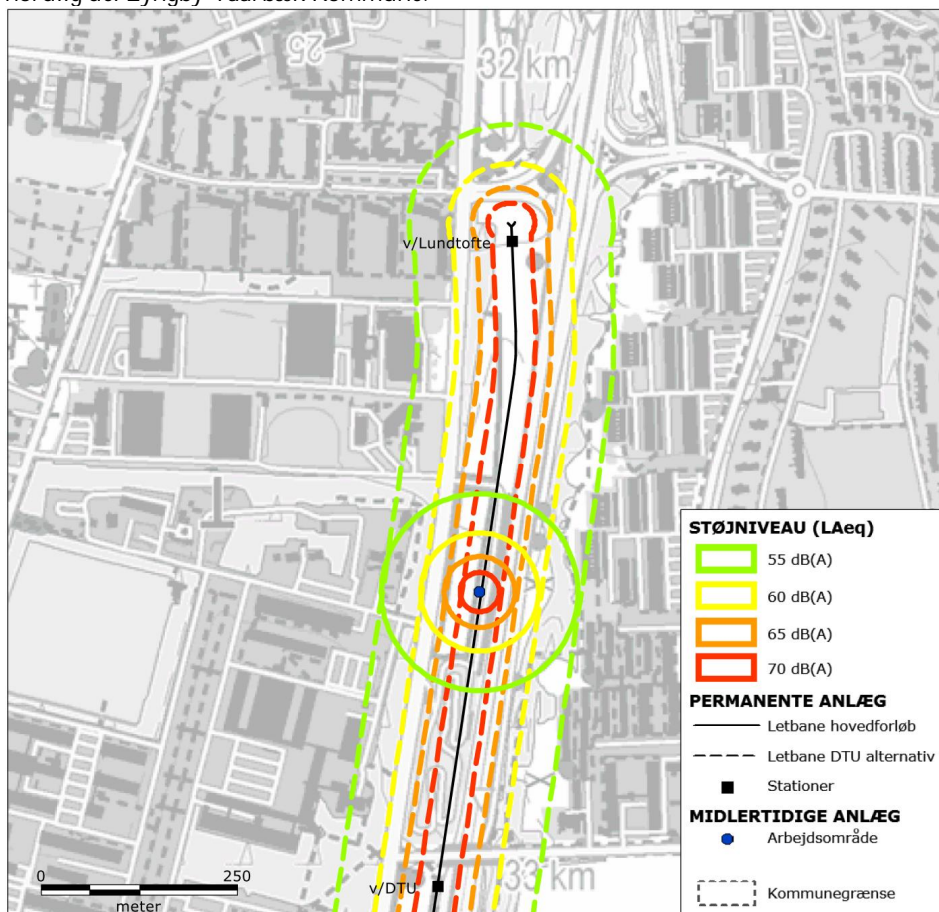 32 km
v/Lundtofte
STØJNIVEAU (LAeq)
55 dB(A)
60 dB(A)
65 dB(A)
70 dB(A)
PERMANENTE ANLÆG
Letbane hovedforløb
Letbane DTU alternativ
Stationer
MIDLERTIDIGE ANLÆG
Arbejdsområde
Kommunegrænse
0 250
meter
v/DTU
33 km